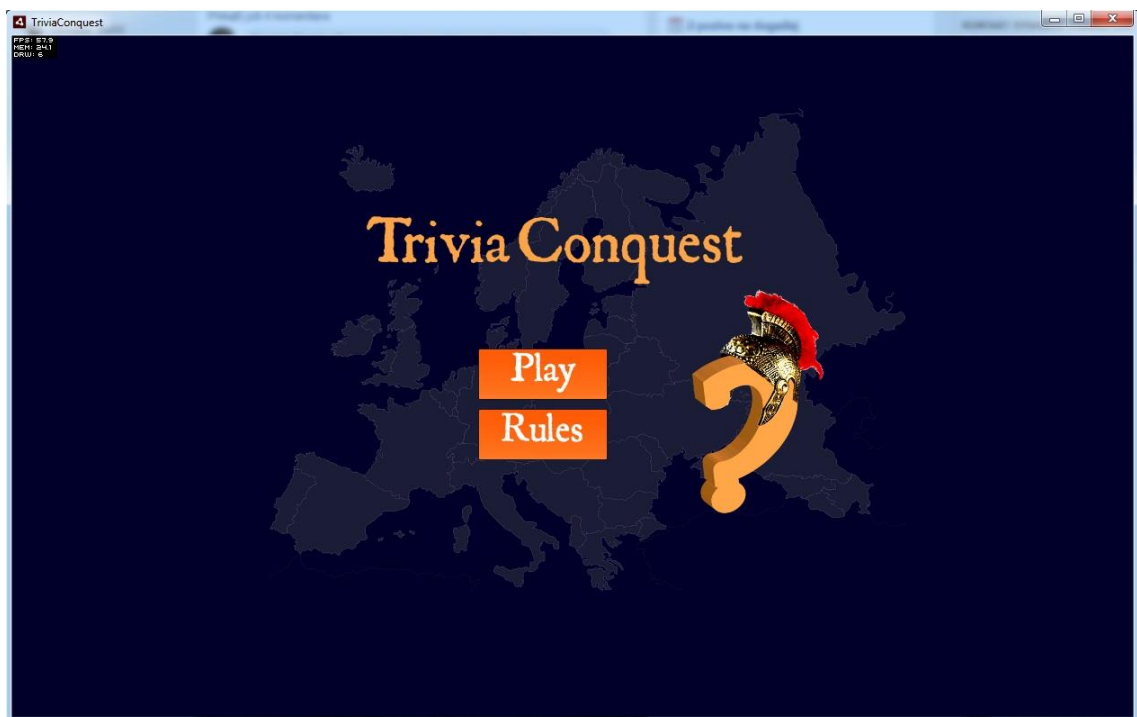 TriviaConquest
FPS: 57.9
MEM: 24.1
DRW: 6
Trivia Conquest
Play
Rules